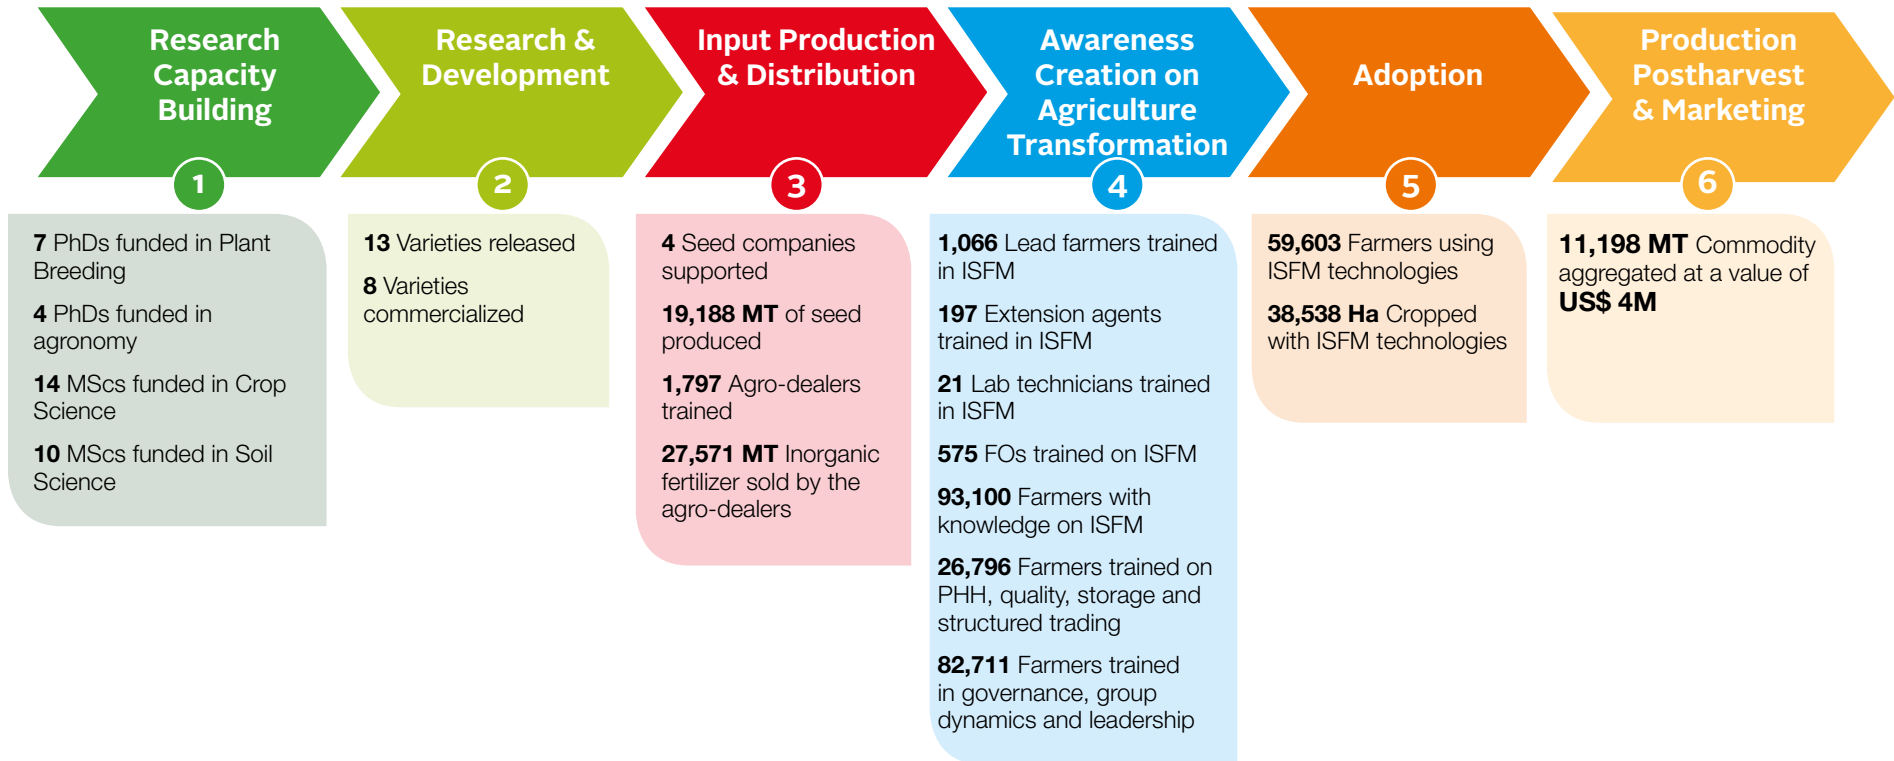 Research
Capacity
Building
1
7 PhDs funded in Plant
Breeding
4 PhDs funded in
agronomy
14 MScs funded in Crop
Science
10 MScs funded in Soil
Science
Research &
Development
2
13 Varieties released
8 Varieties
commercialized
Input Production
& Distribution
3
4 Seed companies
supported
19,188 MT of seed
produced
1,797 Agro-dealers
trained
27,571 MT Inorganic
fertilizer sold by the
agro-dealers
Awareness
Creation on
Agriculture
Transformation
4
1,066 Lead farmers trained
in ISFM
197 Extension agents
trained in ISFM
21 Lab technicians trained
in ISFM
575 FOs trained on ISFM
93,100 Farmers with
knowledge on ISFM
26,796 Farmers trained on
PHH, quality, storage and
structured trading
82,711 Farmers trained
in governance, group
dynamics and leadership
Adoption
5
59,603 Farmers using
ISFM technologies
38,538 Ha Cropped
with ISFM technologies
Production
Postharvest
& Marketing
6
11,198 MT Commodity
aggregated at a value of
US$ 4M